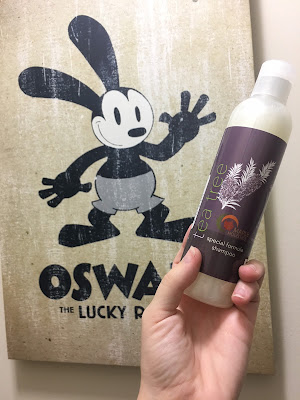 OSWA
THE LUCKY R
tea tree
special formula
shampoo